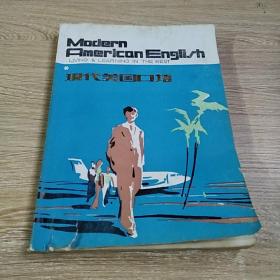 Modern
American English
LIVING & LEARNING IN THE WEST
现代美国口语